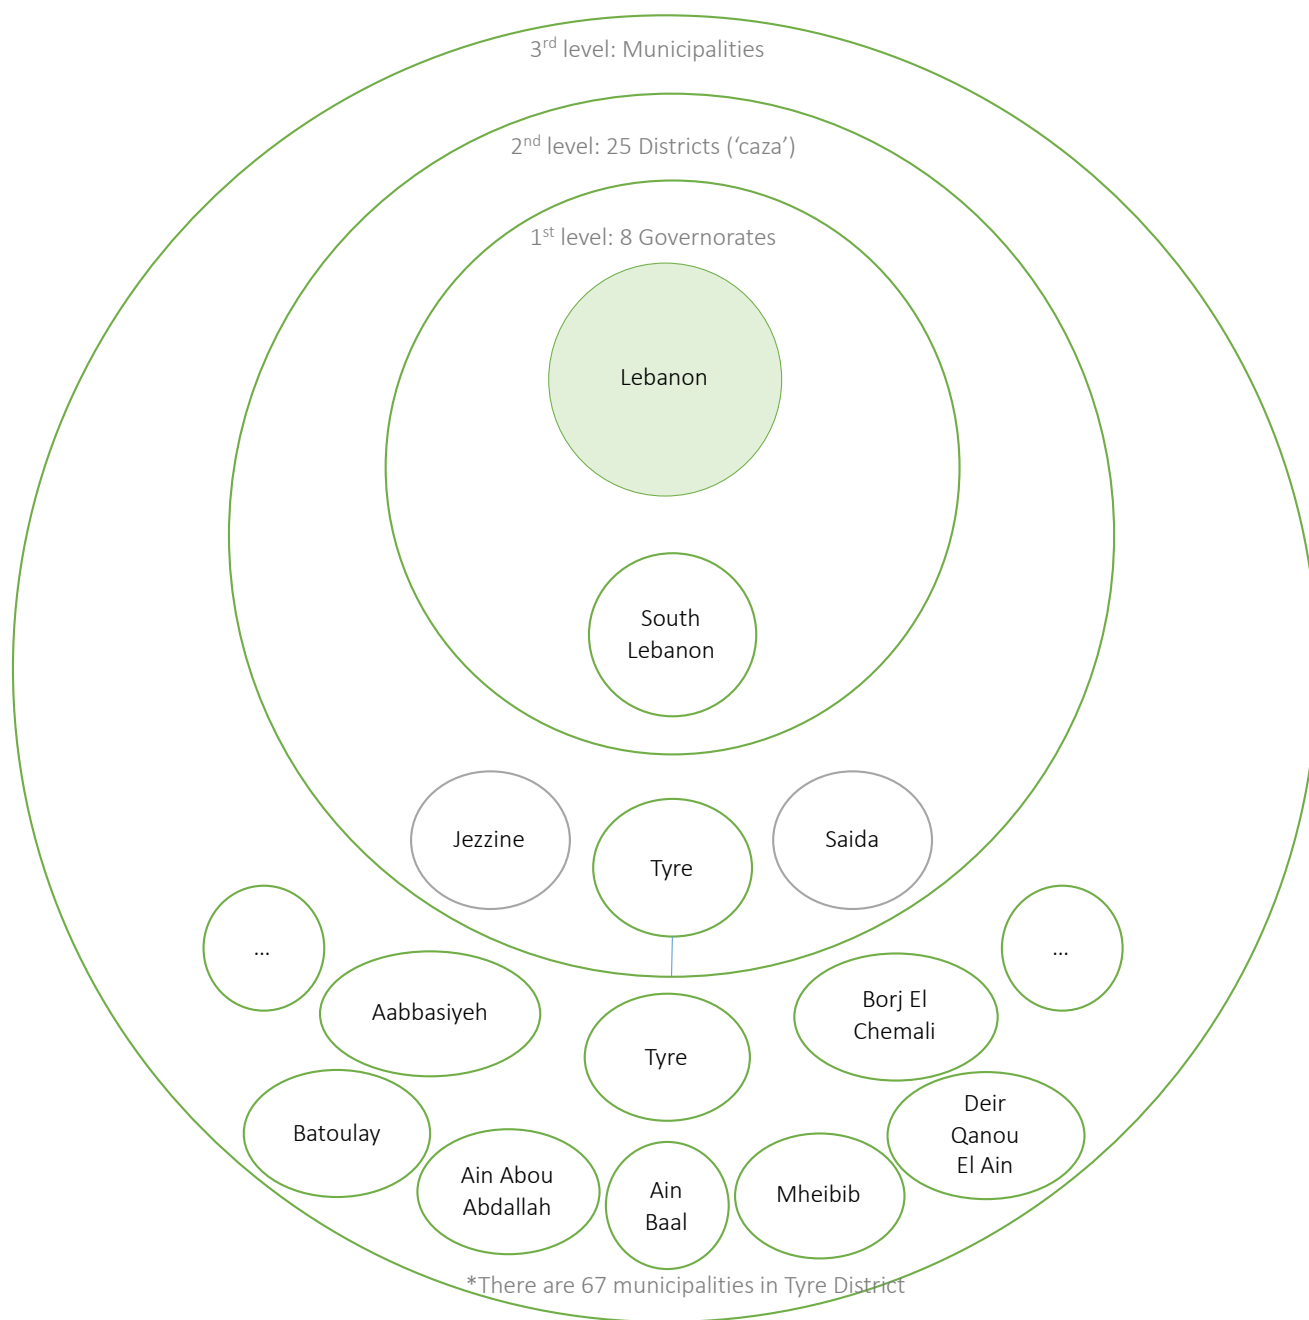 3rd level: Municipalities
2nd level: 25 Districts (‘caza’)
1st level: 8 Governorates
Lebanon
South
Lebanon
Jezzine
Tyre
Saida
...
Aabbasiyeh
Tyre
Borj El
Chemali
...
Batoulay
Ain Abou
Abdallah
Ain
Baal
Mheibib
Deir
Qanou
El Ain
*There are 67 municipalities in Tyre District